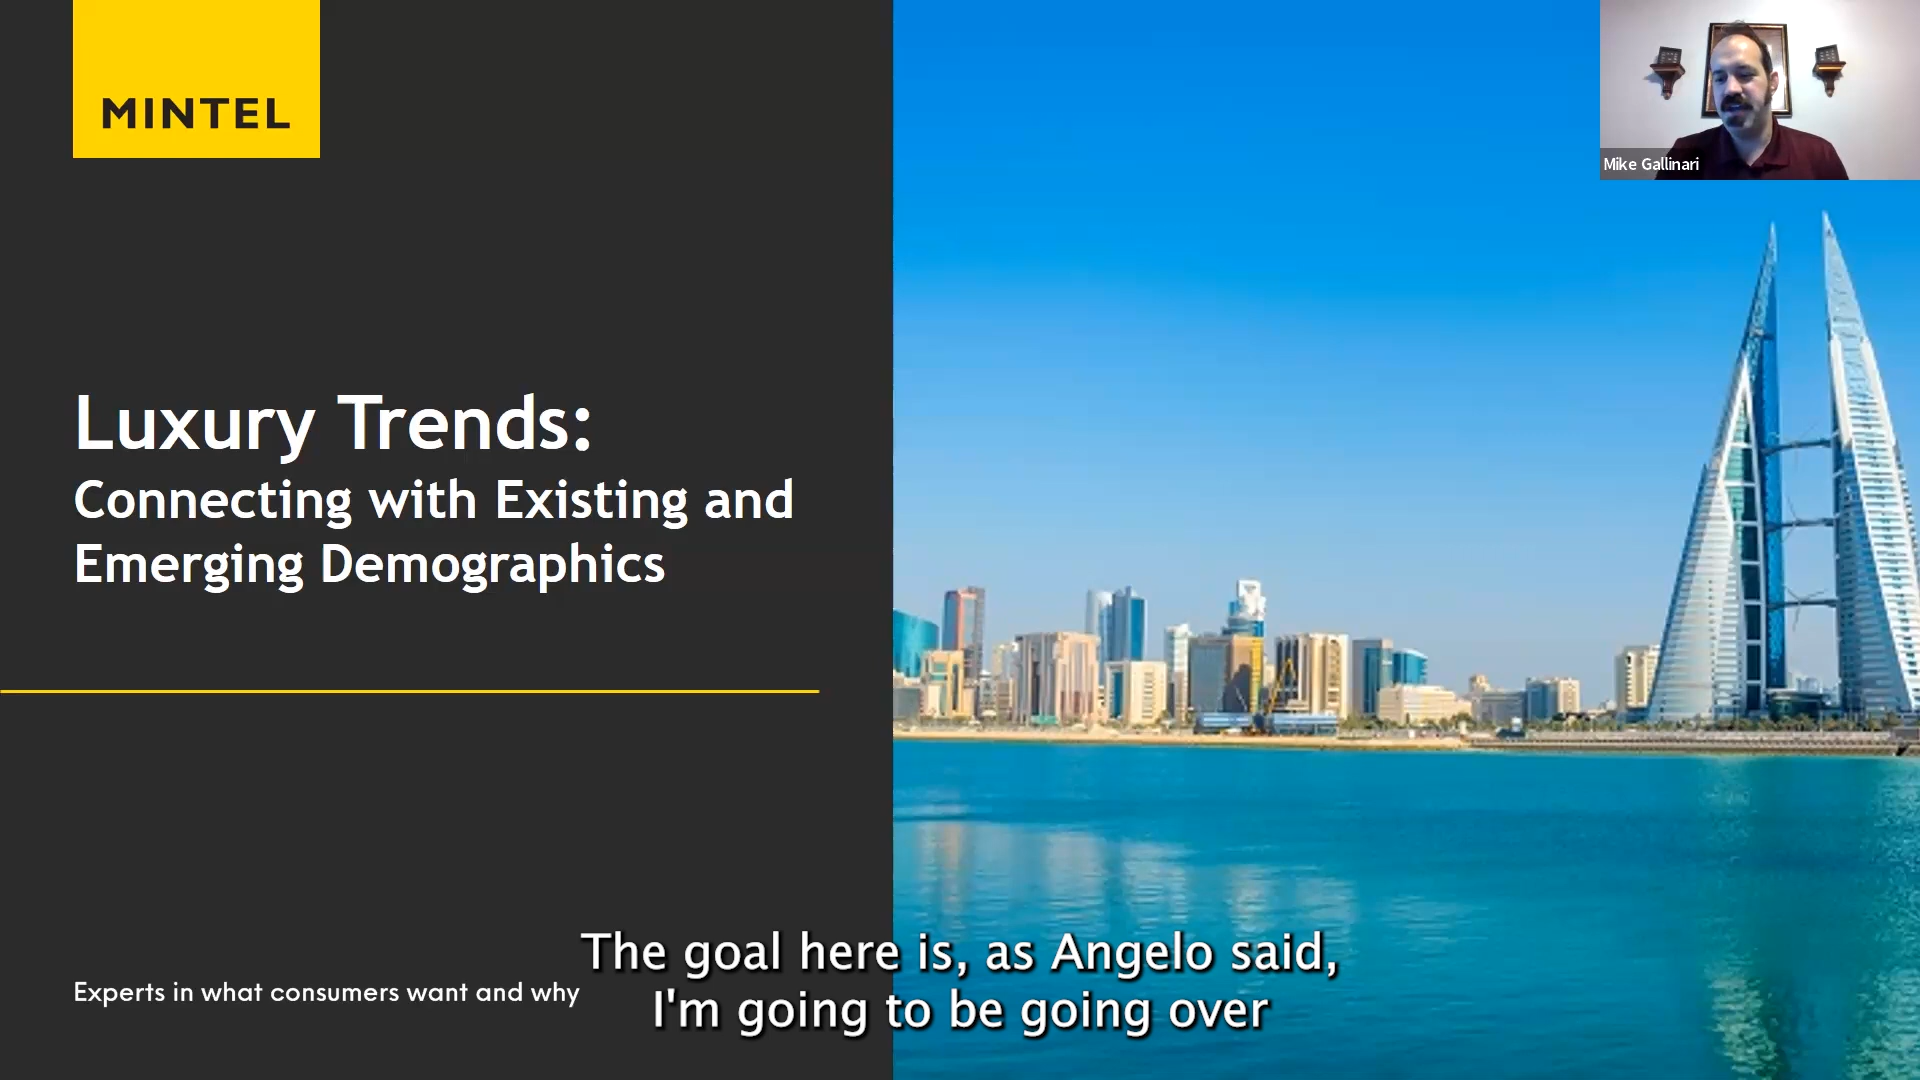 MINTEL
Mike Gallinari
Luxury Trends:
Connecting with Existing and
Emerging Demographics
Experts in what consumers want and why
The goal here is, as Angelo said,
I'm going to be going over